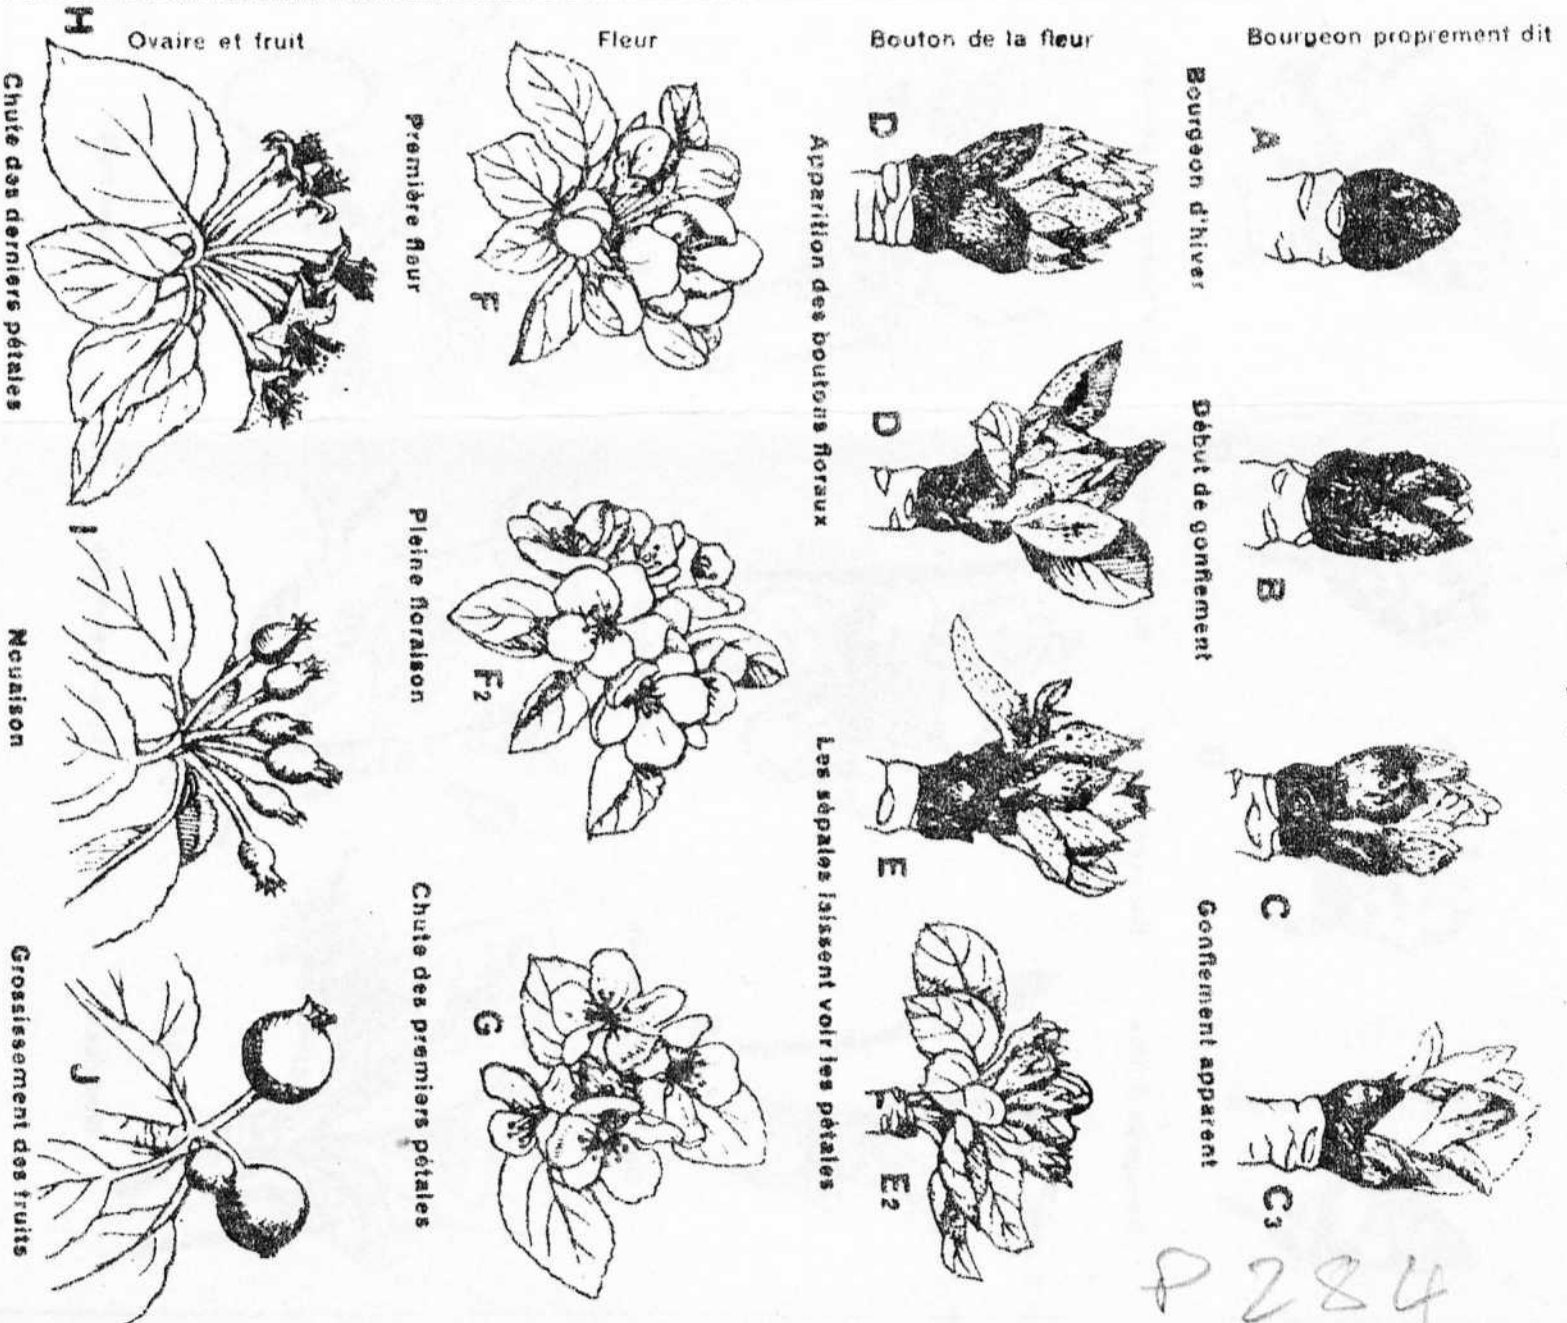 Bourgeon proprement dit
A
B
C
C3
Bourgeon d'hiver
Début de gonflement
Gonflement apparent
Bouton de la fleur
D
D
E
E2
Apparition des boutons floraux
Les sépales laissent voir les pétales
Fleur
F
F2
G
Première fleur
Pleine floraison
Chute des premiers pétales
Ovaire et fruit
H
I
J
Chute des derniers pétales
Nouaison
Grossissement des fruits
P 284